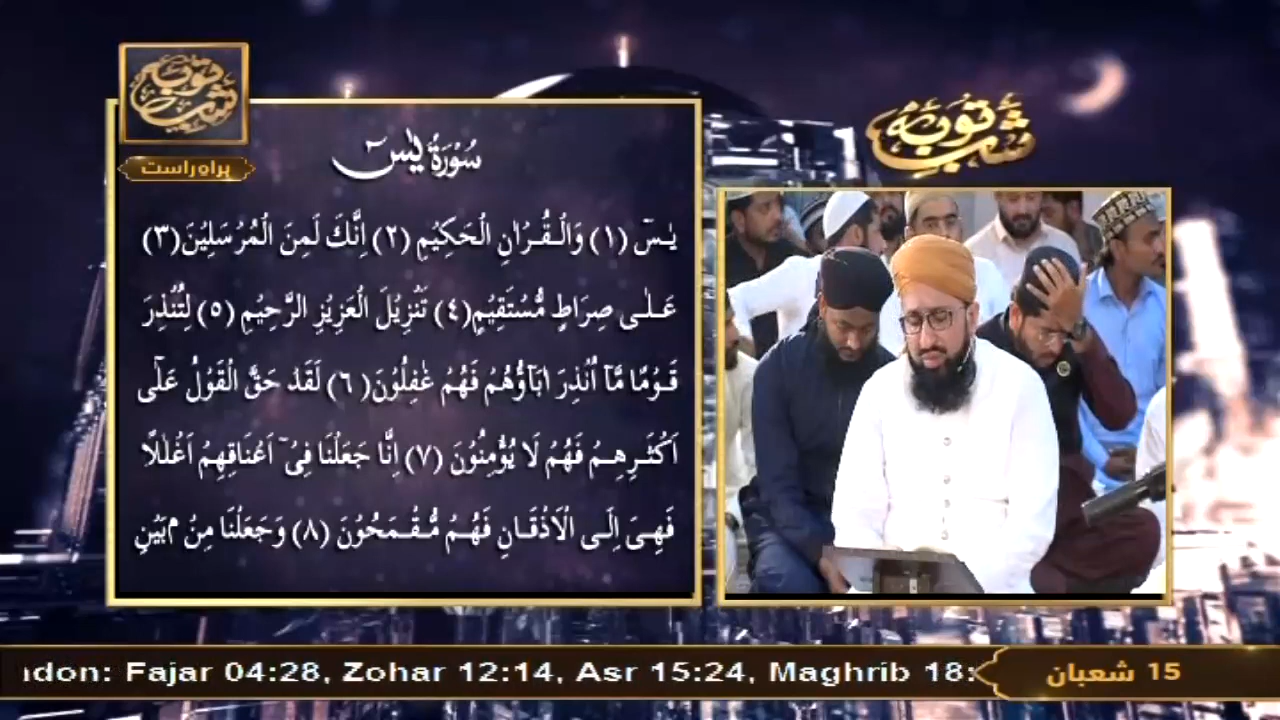 شبِ توبہ
براہِ راست
شبِ توبہ
سُوْرَةُ يٰسٓ
يٰسٓ (١) وَالْقُرْاٰنِ الْحَكِيْمِ (٢) اِنَّكَ لَمِنَ الْمُرْسَلِيْنَ(٣)
عَلٰى صِرَاطٍ مُّسْتَقِيْمٍ(٤) تَنْزِيْلَ الْعَزِيْزِ الرَّحِيْمِ (٥) لِتُنْذِرَ
قَوْمًا مَّاۤ اُنْذِرَ اٰبَآؤُهُمْ فَهُمْ غٰفِلُوْنَ( ٦) لَقَدْ حَقَّ الْقَوْلُ عَلٰۤى
اَكْثَرِهِمْ فَهُمْ لَا يُؤْمِنُوْنَ (٧) اِنَّا جَعَلْنَا فِىْۤ اَعْنَاقِهِمْ اَغْلٰلًا
فَهِىَ اِلَى الْاَذْقَانِ فَهُمْ مُّقْمَحُوْنَ (٨) وَجَعَلْنَا مِنْۢ بَيْنِ
ndon: Fajar 04:28, Zohar 12:14, Asr 15:24, Maghrib 18:
15 شعبان